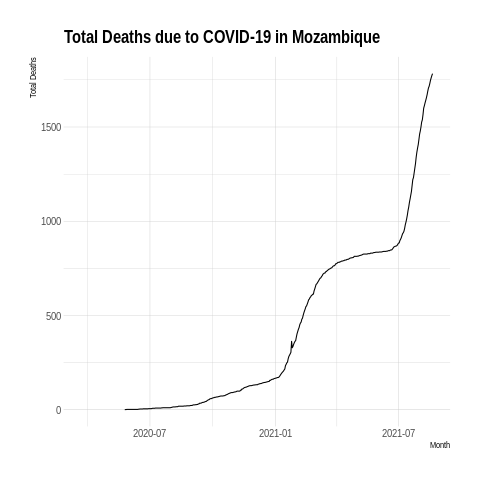 Total Deaths due to COVID-19 in Mozambique
Total Deaths
1500
1000
500
0
2020-07
2021-01
2021-07
Month